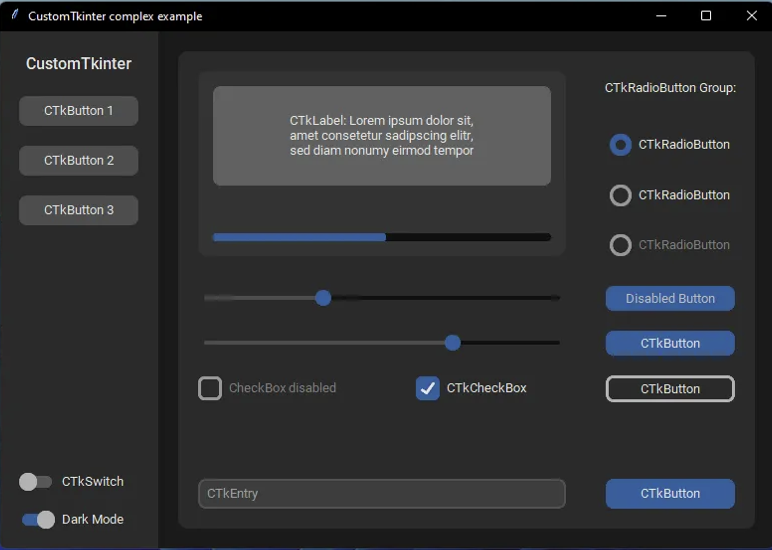 CustomTkinter complex example
CustomTkinter
CTkButton 1
CTkButton 2
CTkButton 3
CTkSwitch
Dark Mode
CTkLabel: Lorem ipsum dolor sit,
amet consetetur sadipscing elitr,
sed diam nonumy eirmod tempor
CheckBox disabled
CTkCheckBox
CTkEntry
CTkRadioButton Group:
CTkRadioButton
CTkRadioButton
CTkRadioButton
Disabled Button
CTkButton
CTkButton
CTkButton